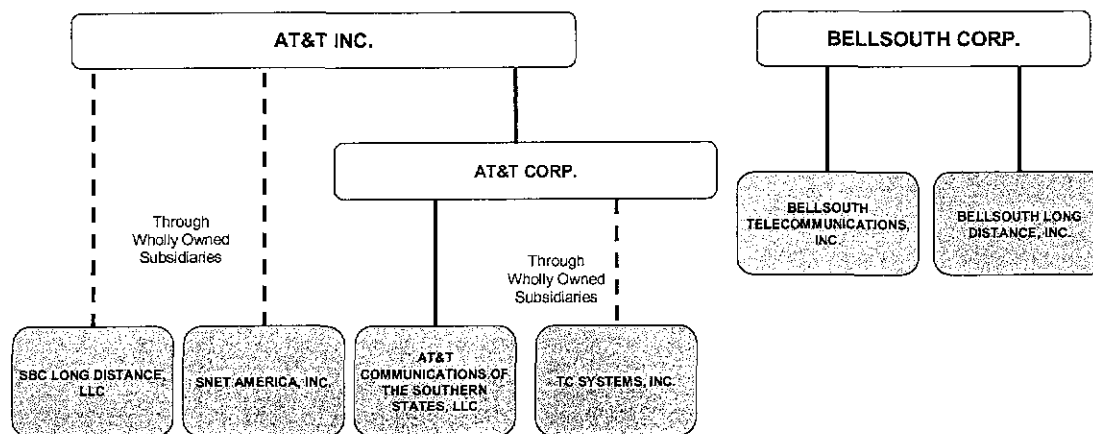 AT&T INC.
BELLSOUTH CORP.
AT&T CORP.
BELLSOUTH
TELECOMMUNICATIONS,
INC.
BELLSOUTH LONG
DISTANCE, INC.
Through
Wholly Owned
Subsidiaries
Through
Wholly Owned
Subsidiaries
SBC LONG DISTANCE,
LLC
SNET AMERICA, INC.
AT&T
COMMUNICATIONS OF
THE SOUTHERN
STATES, LLC
TC SYSTEMS, INC.